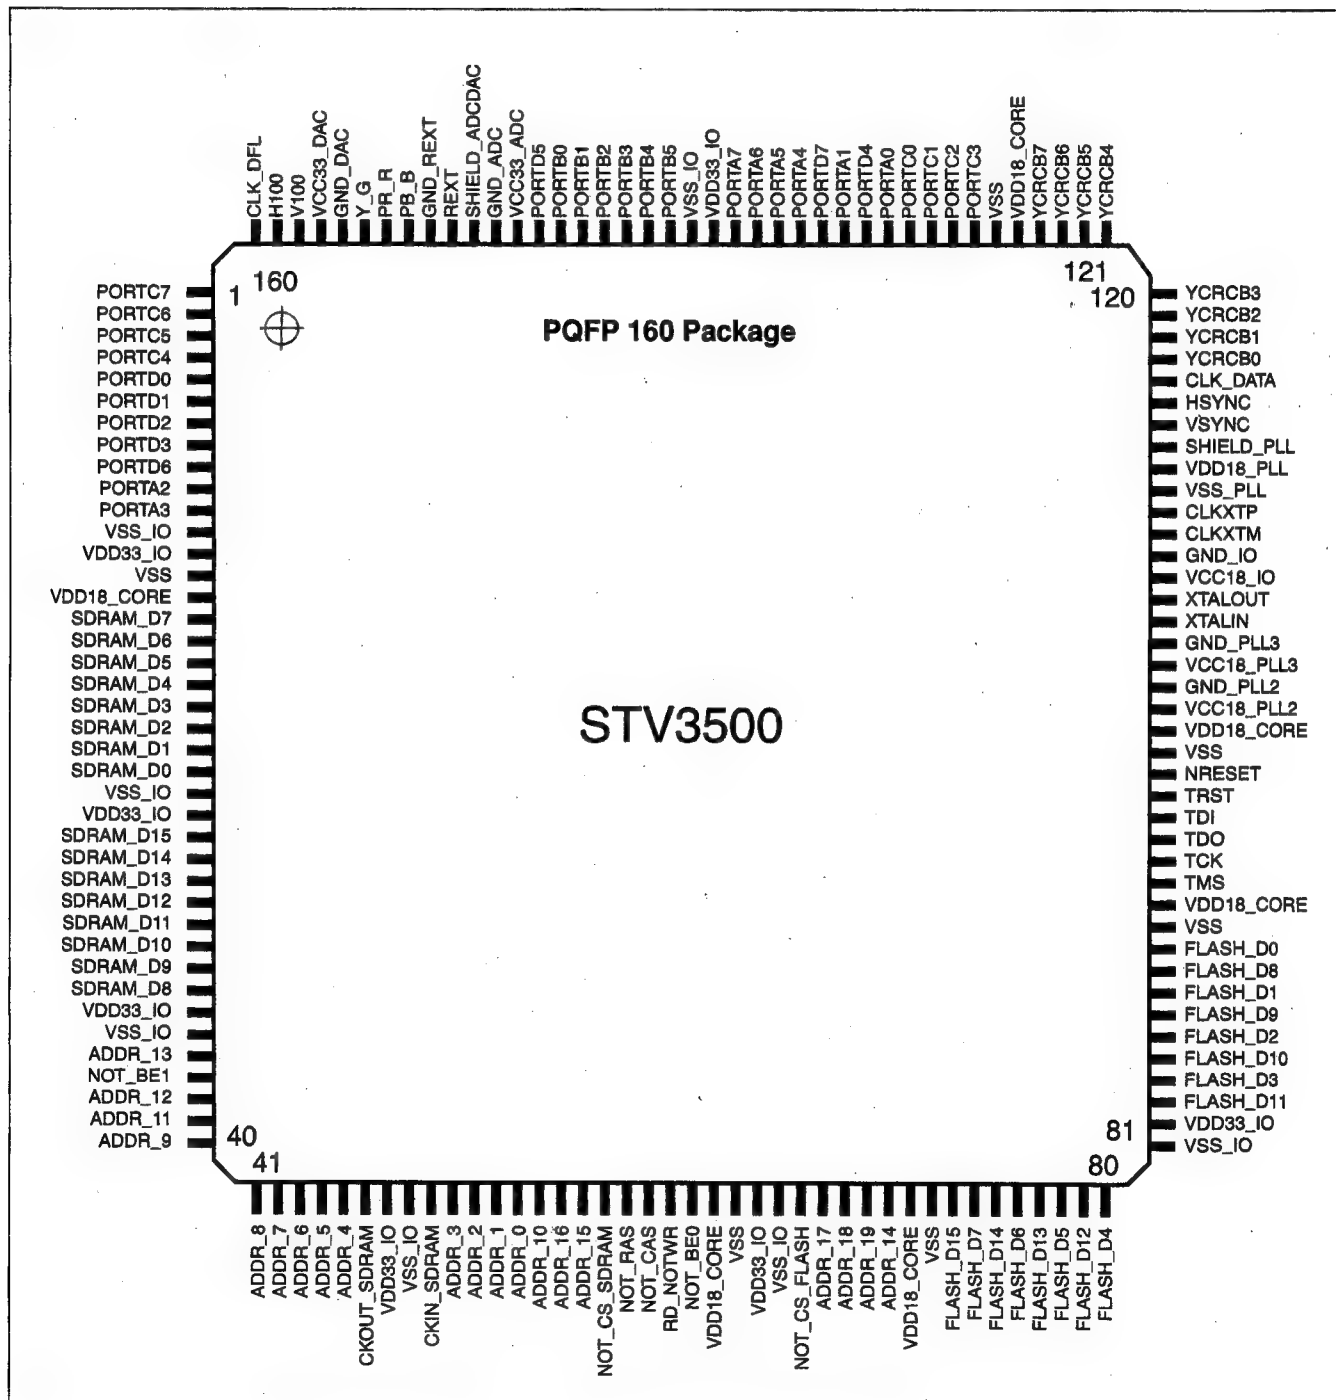 CLK_DFL
H100
V100
VCC33_DAC
GND_DAC
Y_G
PR_R
PB_B
GND_REXT
REXT
SHIELD_ADCDAC
GND_ADC
VCC33_ADC
PORTD5
PORTB0
PORTB1
PORTB2
PORTB3
PORTB4
PORTB5
VSS_IO
VDD33_IO
PORTA7
PORTA6
PORTA5
PORTA4
PORTD7
PORTA1
PORTD4
PORTA0
PORTC0
PORTC1
PORTC2
PORTC3
VSS
VDD18_CORE
YCRCB7
YCRCB6
YCRCB5
YCRCB4
160
121
1
120
PQFP 160 Package
STV3500
PORTC7
PORTC6
PORTC5
PORTC4
PORTD0
PORTD1
PORTD2
PORTD3
PORTD6
PORTA2
PORTA3
VSS_IO
VDD33_IO
VSS
VDD18_CORE
SDRAM_D7
SDRAM_D6
SDRAM_D5
SDRAM_D4
SDRAM_D3
SDRAM_D2
SDRAM_D1
SDRAM_D0
VSS_IO
VDD33_IO
SDRAM_D15
SDRAM_D14
SDRAM_D13
SDRAM_D12
SDRAM_D11
SDRAM_D10
SDRAM_D9
SDRAM_D8
VDD33_IO
VSS_IO
ADDR_13
NOT_BE1
ADDR_12
ADDR_11
ADDR_9
YCRCB3
YCRCB2
YCRCB1
YCRCB0
CLK_DATA
HSYNC
VSYNC
SHIELD_PLL
VDD18_PLL
VSS_PLL
CLKXTP
CLKXTM
GND_IO
VCC18_IO
XTALOUT
XTALIN
GND_PLL3
VCC18_PLL3
GND_PLL2
VCC18_PLL2
VDD18_CORE
VSS
NRESET
TRST
TDI
TDO
TCK
TMS
VDD18_CORE
VSS
FLASH_D0
FLASH_D8
FLASH_D1
FLASH_D9
FLASH_D2
FLASH_D10
FLASH_D3
FLASH_D11
VDD33_IO
VSS_IO
40
81
41
80
ADDR_8
ADDR_7
ADDR_6
ADDR_5
ADDR_4
CKOUT_SDRAM
VDD33_IO
VSS_IO
CKIN_SDRAM
ADDR_3
ADDR_2
ADDR_1
ADDR_0
ADDR_10
ADDR_16
ADDR_15
NOT_CS_SDRAM
NOT_RAS
NOT_CAS
RD_NOTWR
NOT_BE0
VDD18_CORE
VSS
VDD33_IO
VSS_IO
NOT_CS_FLASH
ADDR_17
ADDR_18
ADDR_19
ADDR_14
VDD18_CORE
VSS
FLASH_D15
FLASH_D7
FLASH_D14
FLASH_D6
FLASH_D13
FLASH_D5
FLASH_D12
FLASH_D4